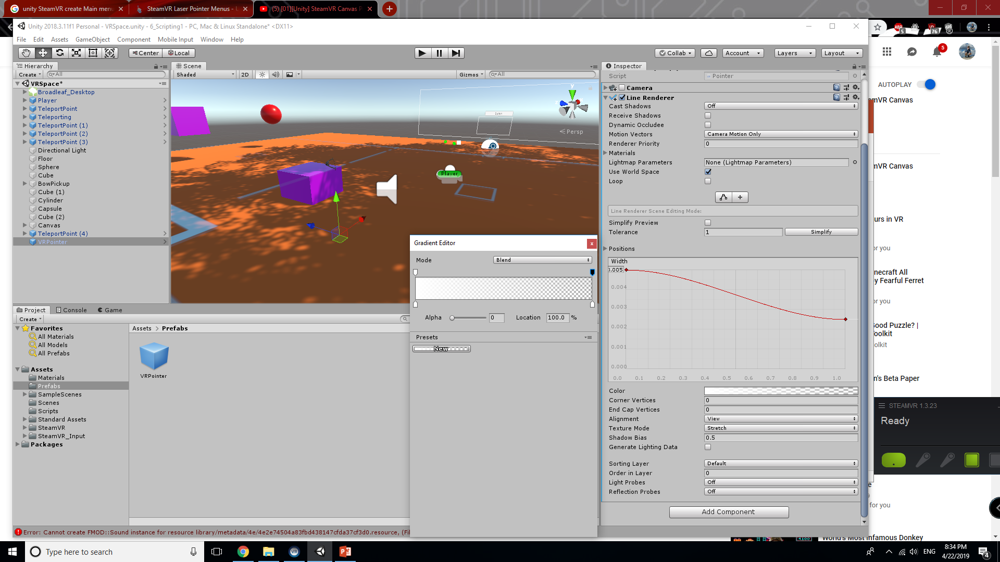 unity SteamVR create Main menu
SteamVR Laser Pointer Menus - U
(5) [01][Unity] SteamVR Canvas P
Unity 2018.3.11f1 Personal - VRSpace.unity - 6_Scripting1 - PC, Mac & Linux Standalone* <DX11>
5
76
File Edit Assets GameObject Component Mobile Input Window Help
Center Local
Collab Account Layers Layout
5
Hierarchy
Create All
VRSpace*
Broadleaf_Desktop
Player
TeleportPoint
Teleporting
TeleportPoint (1)
TeleportPoint (2)
TeleportPoint (3)
Directional Light
Floor
Sphere
Cube
BowPickup
Cube (1)
Cylinder
Capsule
Cube (2)
Canvas
TeleportPoint (4)
VRPointer
Scene
Shaded 2D Gizmos All
y
Persp
Button
Player
Inspector
Script Pointer
Camera
Line Renderer
Cast Shadows Off
Receive Shadows
Dynamic Occludee
Motion Vectors Camera Motion Only
Renderer Priority 0
Materials
Lightmap Parameters None (Lightmap Parameters)
Use World Space
Loop
Line Renderer Scene Editing Mode:
Simplify Preview
Tolerance 1 Simplify
Positions
Width
0.005
0.004
0.003
0.002
0.001
0.000
0.0 0.1 0.2 0.3 0.4 0.5 0.6 0.7 0.8 0.9 1.0
Color
Corner Vertices 0
End Cap Vertices 0
Alignment View
Texture Mode Stretch
Shadow Bias 0.5
Generate Lighting Data
Sorting Layer Default
Order in Layer 0
Light Probes Off
Reflection Probes Off
Add Component
Gradient Editor
Mode Blend
Alpha 0 Location 100.0 %
Presets
New
Project Console Game
Create
Favorites
All Materials
All Models
All Prefabs
Assets
Materials
Prefabs
SampleScenes
Scenes
Scripts
Standard Assets
SteamVR
SteamVR_Input
Packages
Assets > Prefabs
VRPointer
Error: Cannot create FMOD::Sound instance for resource library/metadata/4e/4e2e74504a83fbd438147cfda37cf3d0.resource, (Fil
AUTOPLAY
mVR Canvas
mVR Canvas
urs in VR
or you
necraft All
y Fearful Ferret
or you
Good Puzzle? |
oolkit
olkit
n's Beta Paper
STEAMVR 1.3.23
Ready
e
for you
World's Most Infamous Donkey
Type here to search
ENG
8:34 PM
4/22/2019
4